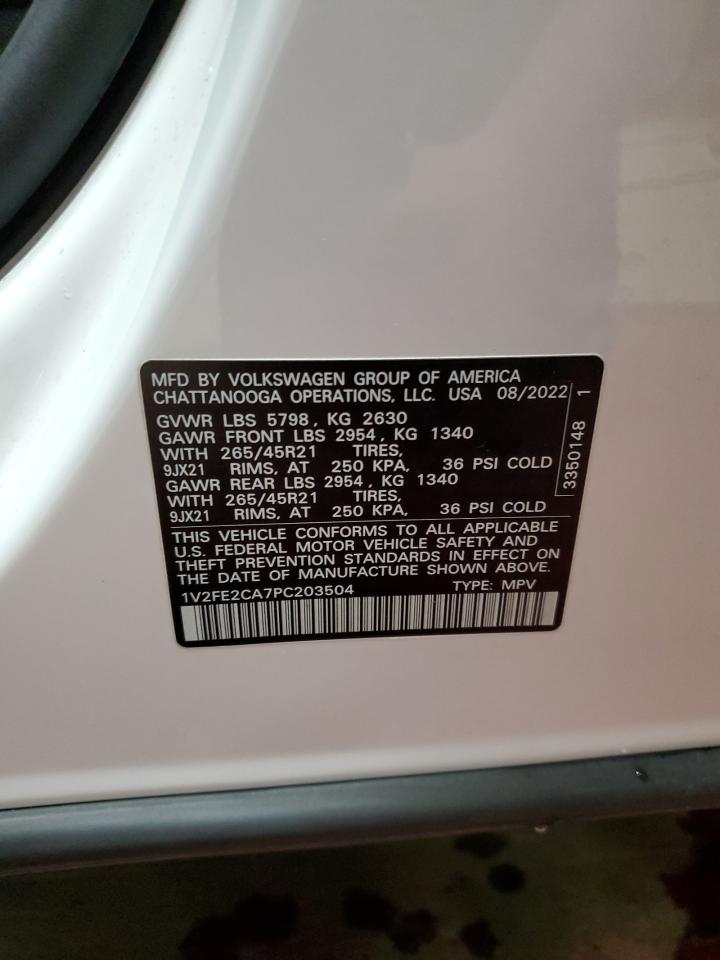 MFD BY VOLKSWAGEN GROUP OF AMERICA
CHATTANOOGA OPERATIONS, LLC. USA 08/2022
GVWR LBS 5798, KG 2630
GAWR FRONT LBS 2954, KG 1340
WITH 265/45R21 TIRES,
9JX21 RIMS, AT 250 KPA, 36 PSI COLD
GAWR REAR LBS 2954, KG 1340
WITH 265/45R21 TIRES,
9JX21 RIMS, AT 250 KPA, 36 PSI COLD
THIS VEHICLE CONFORMS TO ALL APPLICABLE
U.S. FEDERAL MOTOR VEHICLE SAFETY AND
THEFT PREVENTION STANDARDS IN EFFECT ON
THE DATE OF MANUFACTURE SHOWN ABOVE.
1V2FE2CA7PC203504 TYPE: MPV
3350148 1